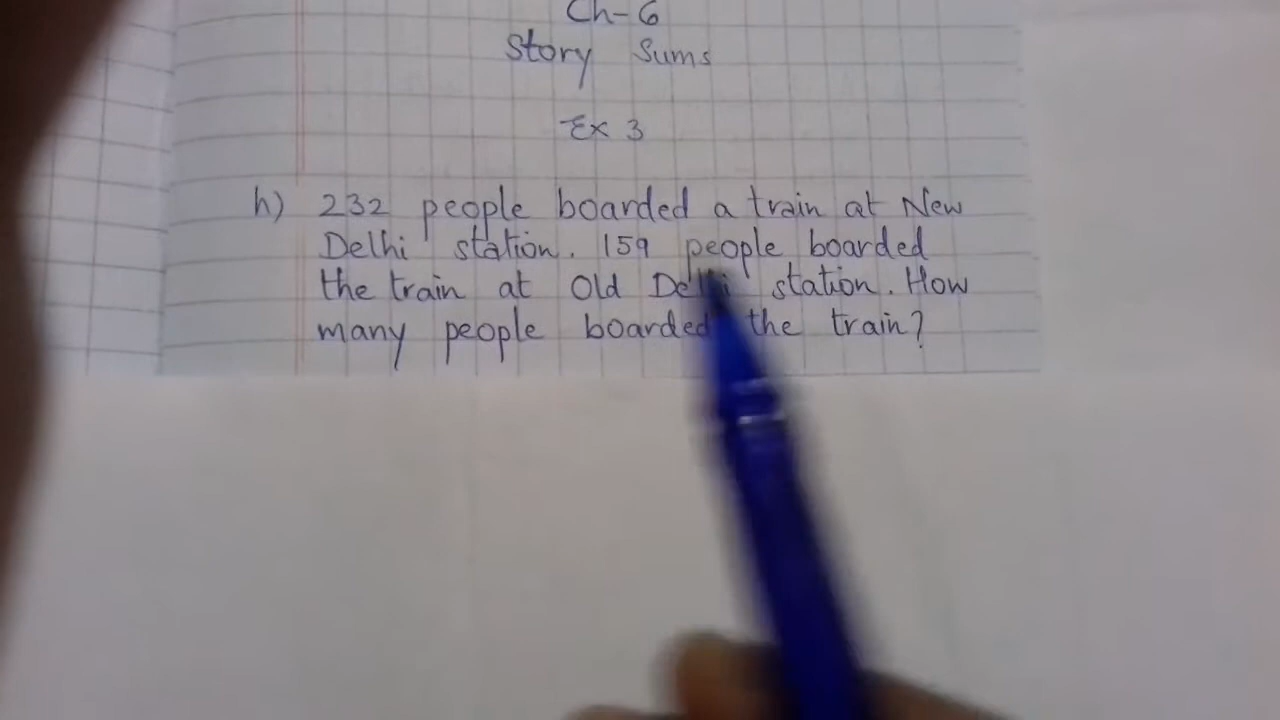 Ch-6
Story Sums
Ex 3
h) 232 people boarded a train at New
Delhi station. 159 people boarded
the train at Old Delhi station. How
many people boarded the train?